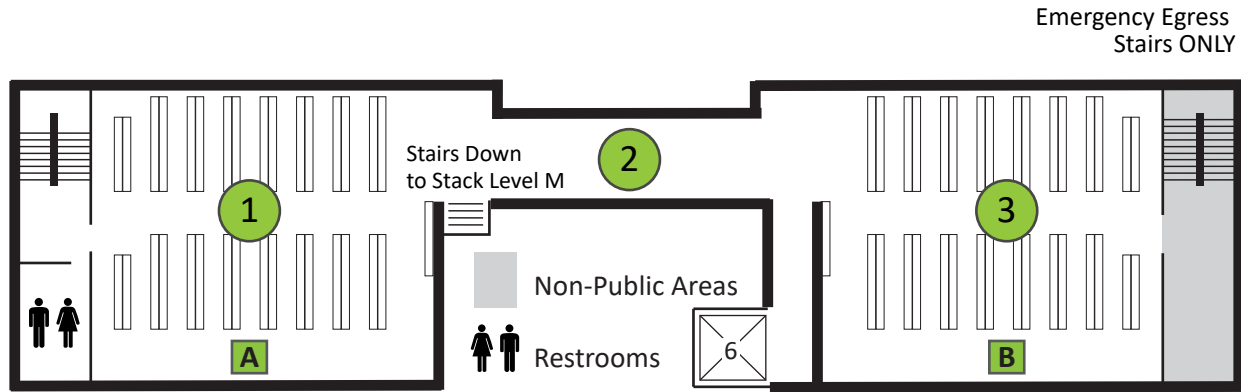 Emergency Egress
Stairs ONLY
2
Stairs Down
to Stack Level M
1
3
Non-Public Areas
6
Restrooms
A
B